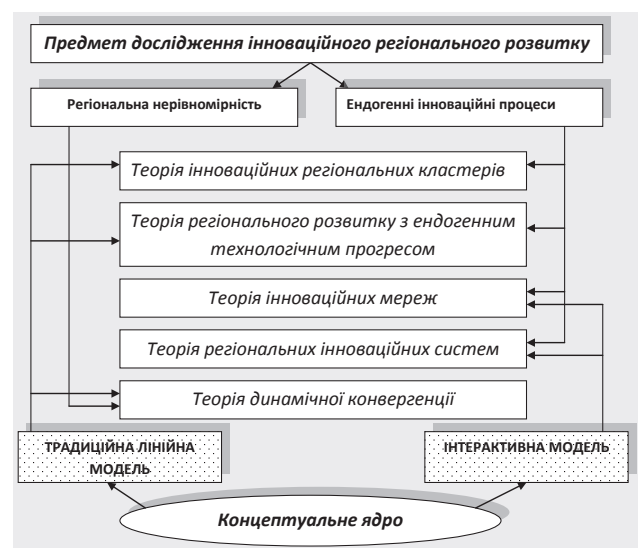 Предмет дослідження інноваційного регіонального розвитку
Регіональна нерівномірність
Ендогенні інноваційні процеси
Теорія інноваційних регіональних кластерів
Теорія регіонального розвитку з ендогенним
технологічним прогресом
Теорія інноваційних мереж
Теорія регіональних інноваційних систем
Теорія динамічної конвергенції
ТРАДИЦІЙНА ЛІНІЙНА
МОДЕЛЬ
ІНТЕРАКТИВНА МОДЕЛЬ
Концептуальне ядро